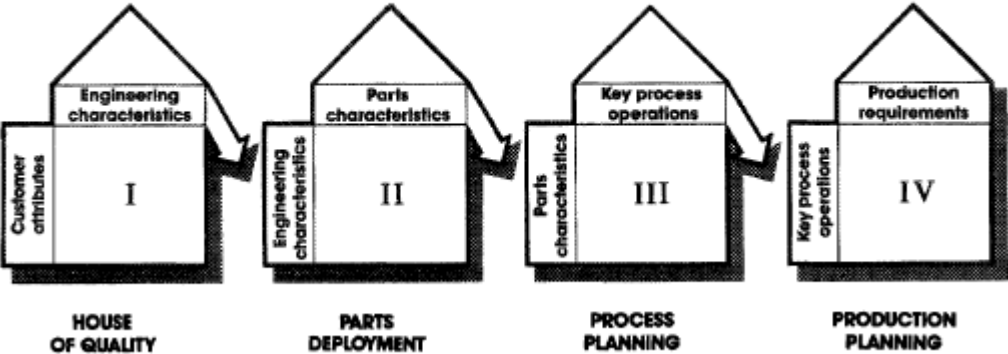 Engineering
characteristics
Customer
attributes
I
HOUSE
OF QUALITY
Parts
characteristics
Engineering
characteristics
II
PARTS
DEPLOYMENT
Key process
operations
Parts
characteristics
III
PROCESS
PLANNING
Production
requirements
Key process
operations
IV
PRODUCTION
PLANNING